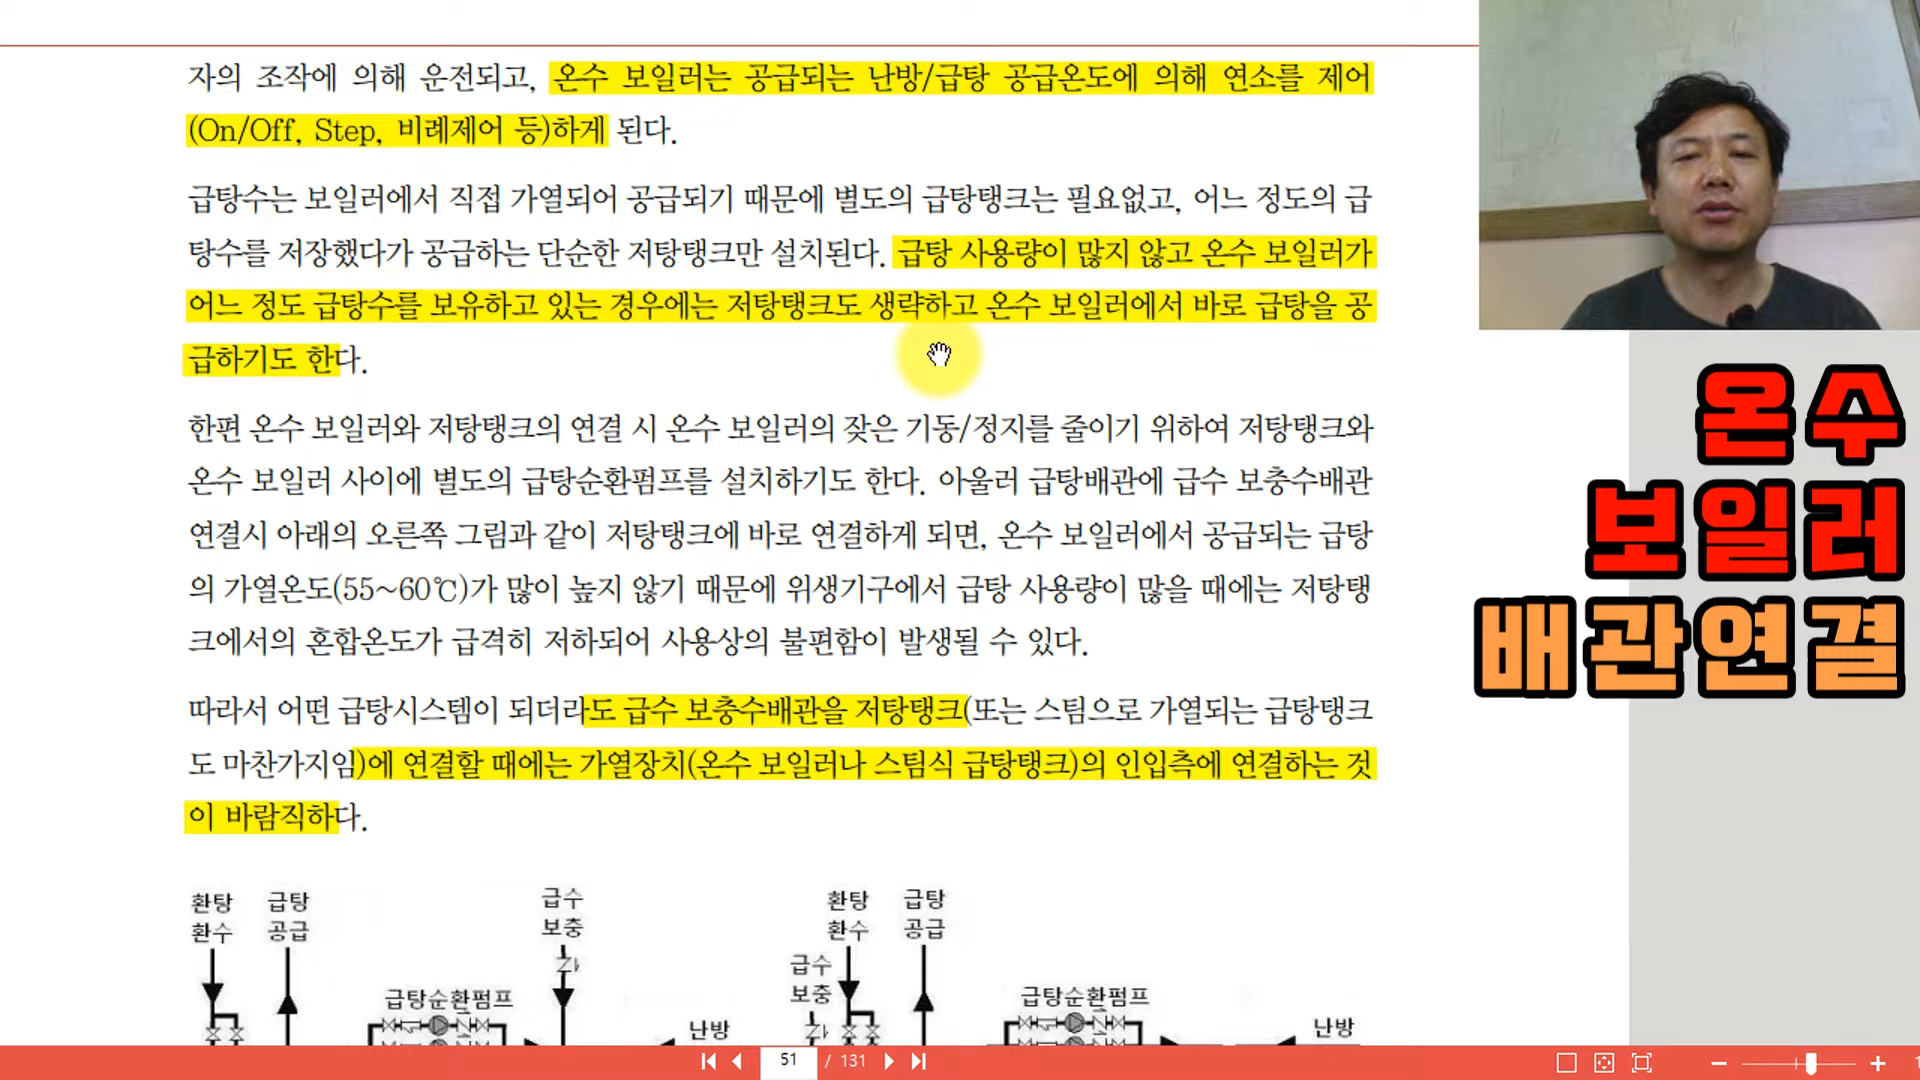 자의 조작에 의해 운전되고, 온수 보일러는 공급되는 난방/급탕 공급온도에 의해 연소를 제어
(On/Off, Step, 비례제어 등)하게 된다.
급탕수는 보일러에서 직접 가열되어 공급되기 때문에 별도의 급탕탱크는 필요없고, 어느 정도의 급
탕수를 저장했다가 공급하는 단순한 저탕탱크만 설치된다. 급탕 사용량이 많지 않고 온수 보일러가
어느 정도 급탕수를 보유하고 있는 경우에는 저탕탱크도 생략하고 온수 보일러에서 바로 급탕을 공
급하기도 한다.
한편 온수 보일러와 저탕탱크의 연결 시 온수 보일러의 잦은 기동/정지를 줄이기 위하여 저탕탱크와
온수 보일러 사이에 별도의 급탕순환펌프를 설치하기도 한다. 아울러 급탕배관에 급수 보충수배관
연결시 아래의 오른쪽 그림과 같이 저탕탱크에 바로 연결하게 되면, 온수 보일러에서 공급되는 급탕
의 가열온도(55~60℃)가 많이 높지 않기 때문에 위생기구에서 급탕 사용량이 많을 때에는 저탕탱
크에서의 혼합온도가 급격히 저하되어 사용상의 불편함이 발생될 수 있다.
따라서 어떤 급탕시스템이 되더라도 급수 보충수배관을 저탕탱크(또는 스팀으로 가열되는 급탕탱크
도 마찬가지임)에 연결할 때에는 가열장치(온수 보일러나 스팀식 급탕탱크)의 인입측에 연결하는 것
이 바람직하다.
환탕 환수
급탕 공급
급수 보충
급탕순환펌프
난방
환탕 환수
급탕 공급
급수 보충
급탕순환펌프
난방
온수
보일러
배관연결
51 / 131